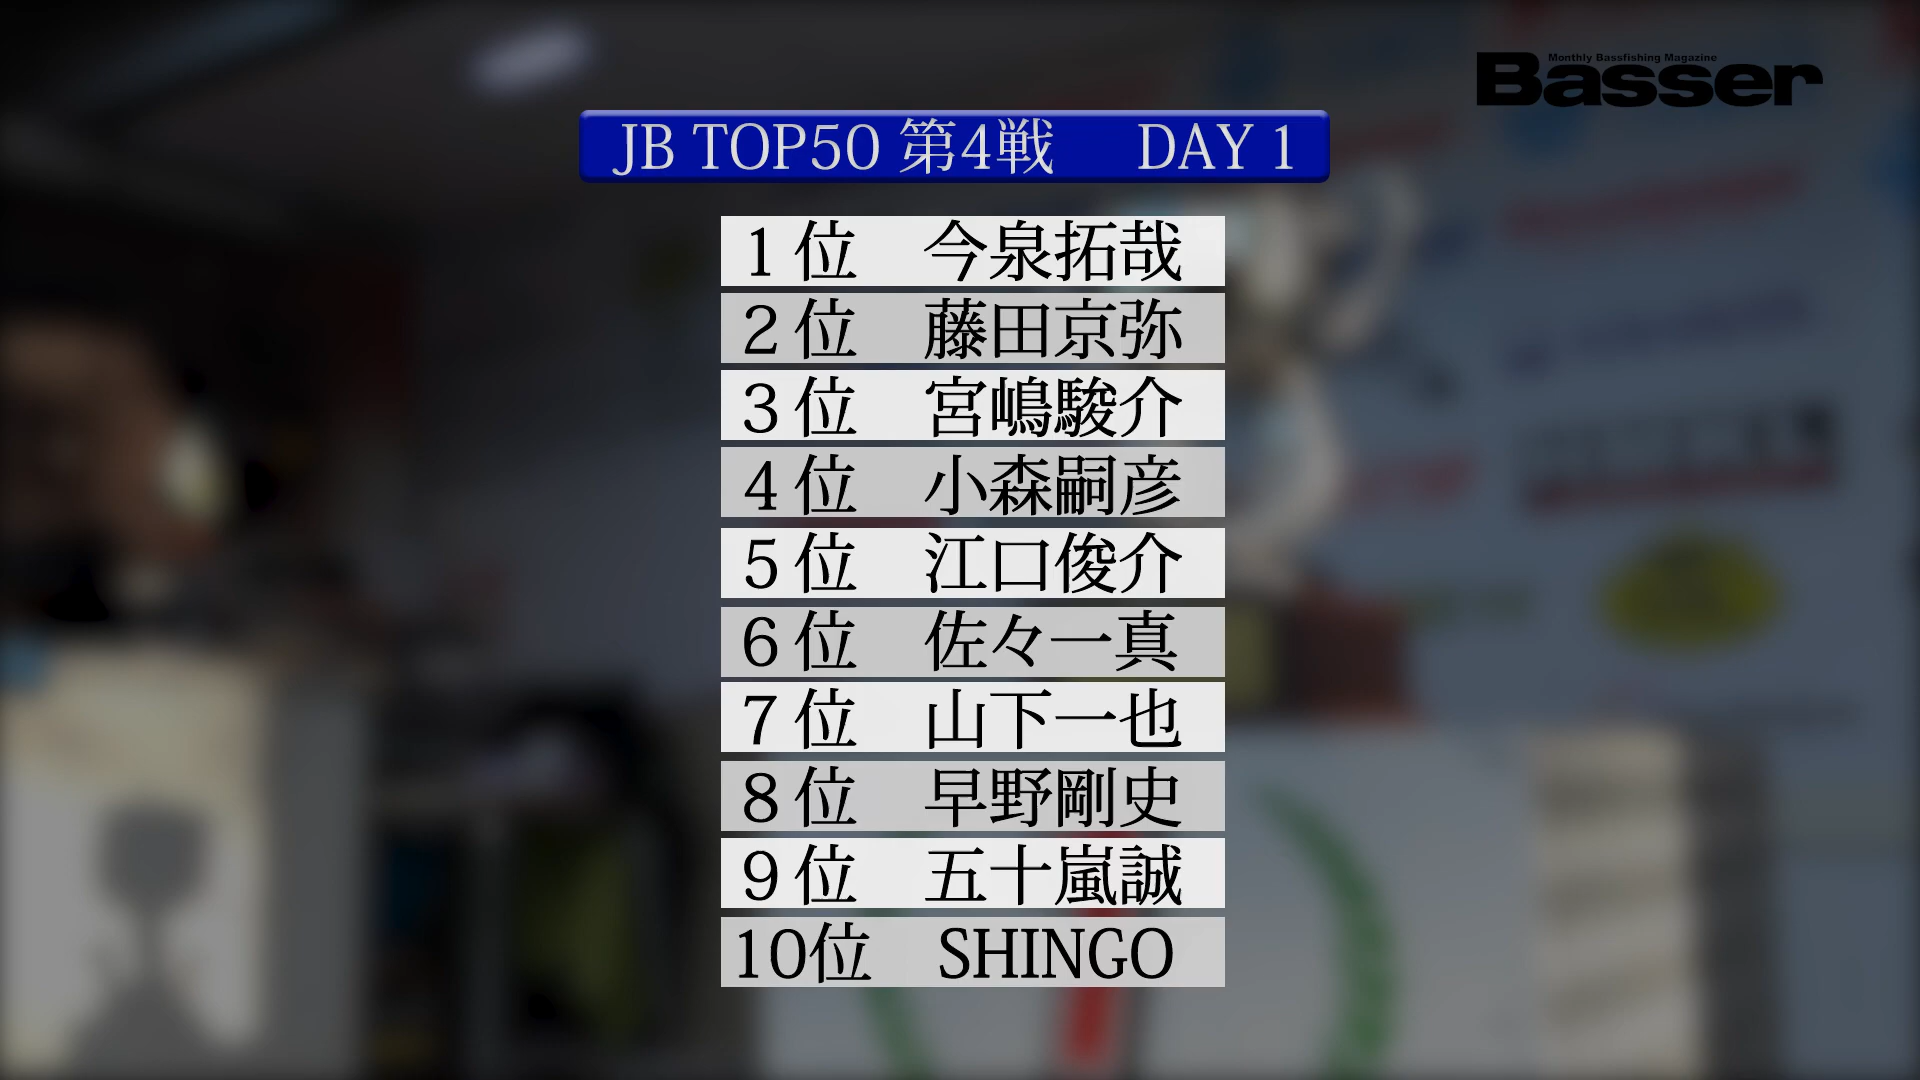 Monthly Bassfishing Magazine
Basser
JB TOP50 第4戦　DAY 1
1位　今泉拓哉
2位　藤田京弥
3位　宮嶋駿介
4位　小森嗣彦
5位　江口俊介
6位　佐々一真
7位　山下一也
8位　早野剛史
9位　五十嵐誠
10位　SHINGO